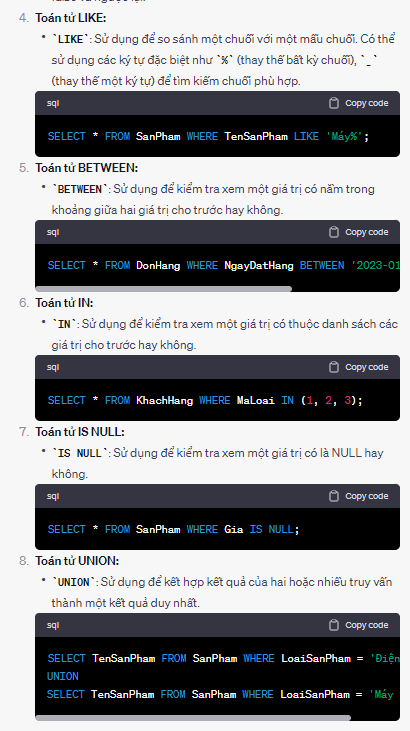 4. Toán tử LIKE:
• `LIKE`: Sử dụng để so sánh một chuỗi với một mẫu chuỗi. Có thể
sử dụng các ký tự đặc biệt như `%` (thay thế bất kỳ chuỗi), `_`
(thay thế một ký tự) để tìm kiếm chuỗi phù hợp.
sql Copy code
SELECT * FROM SanPham WHERE TenSanPham LIKE 'Máy%';
5. Toán tử BETWEEN:
• `BETWEEN`: Sử dụng để kiểm tra xem một giá trị có nằm trong
khoảng giữa hai giá trị cho trước hay không.
sql Copy code
SELECT * FROM DonHang WHERE NgayDatHang BETWEEN '2023-01
6. Toán tử IN:
• `IN`: Sử dụng để kiểm tra xem một giá trị có thuộc danh sách các
giá trị cho trước hay không.
sql Copy code
SELECT * FROM KhachHang WHERE MaLoai IN (1, 2, 3);
7. Toán tử IS NULL:
• `IS NULL`: Sử dụng để kiểm tra xem một giá trị có là NULL hay
không.
sql Copy code
SELECT * FROM SanPham WHERE Gia IS NULL;
8. Toán tử UNION:
• `UNION`: Sử dụng để kết hợp kết quả của hai hoặc nhiều truy vấn
thành một kết quả duy nhất.
sql Copy code
SELECT TenSanPham FROM SanPham WHERE LoaiSanPham = 'Điện
UNION
SELECT TenSanPham FROM SanPham WHERE LoaiSanPham = 'Máy